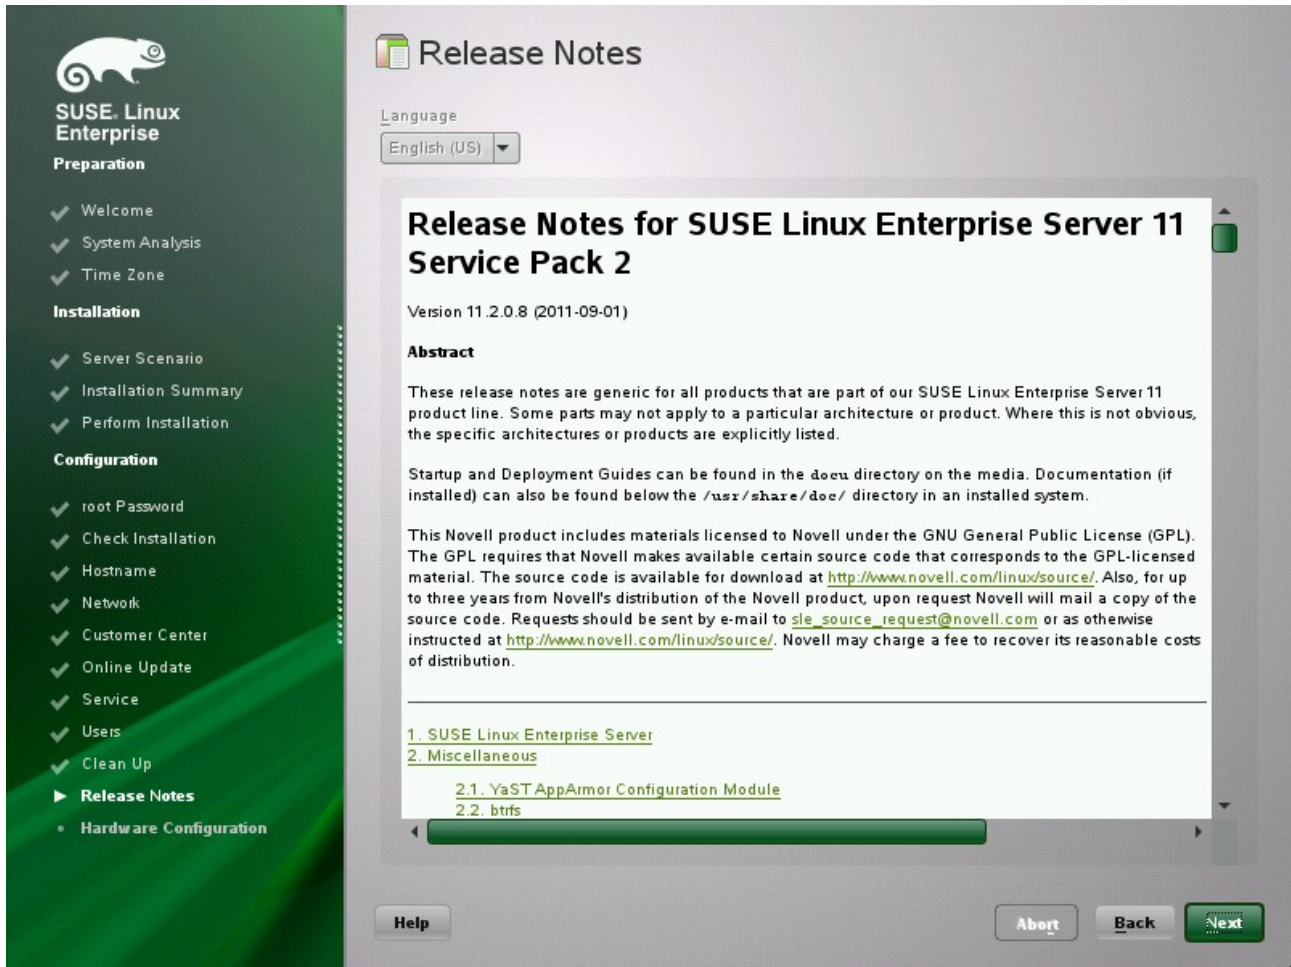 SUSE. Linux
Enterprise
Preparation
Welcome
System Analysis
Time Zone
Installation
Server Scenario
Installation Summary
Perform Installation
Configuration
root Password
Check Installation
Hostname
Network
Customer Center
Online Update
Service
Users
Clean Up
Release Notes
Hardware Configuration
Release Notes
Language
English (US)
Release Notes for SUSE Linux Enterprise Server 11
Service Pack 2
Version 11.2.0.8 (2011-09-01)
Abstract
These release notes are generic for all products that are part of our SUSE Linux Enterprise Server 11
product line. Some parts may not apply to a particular architecture or product. Where this is not obvious,
the specific architectures or products are explicitly listed.
Startup and Deployment Guides can be found in the docu directory on the media. Documentation (if
installed) can also be found below the /usr/share/doc/ directory in an installed system.
This Novell product includes materials licensed to Novell under the GNU General Public License (GPL).
The GPL requires that Novell makes available certain source code that corresponds to the GPL-licensed
material. The source code is available for download at http://www.novell.com/linux/source/. Also, for up
to three years from Novell's distribution of the Novell product, upon request Novell will mail a copy of the
source code. Requests should be sent by e-mail to sle_source_request@novell.com or as otherwise
instructed at http://www.novell.com/linux/source/. Novell may charge a fee to recover its reasonable costs
of distribution.
1. SUSE Linux Enterprise Server
2. Miscellaneous
2.1. YaST AppArmor Configuration Module
2.2. btrfs
Help
Abort
Back
Next